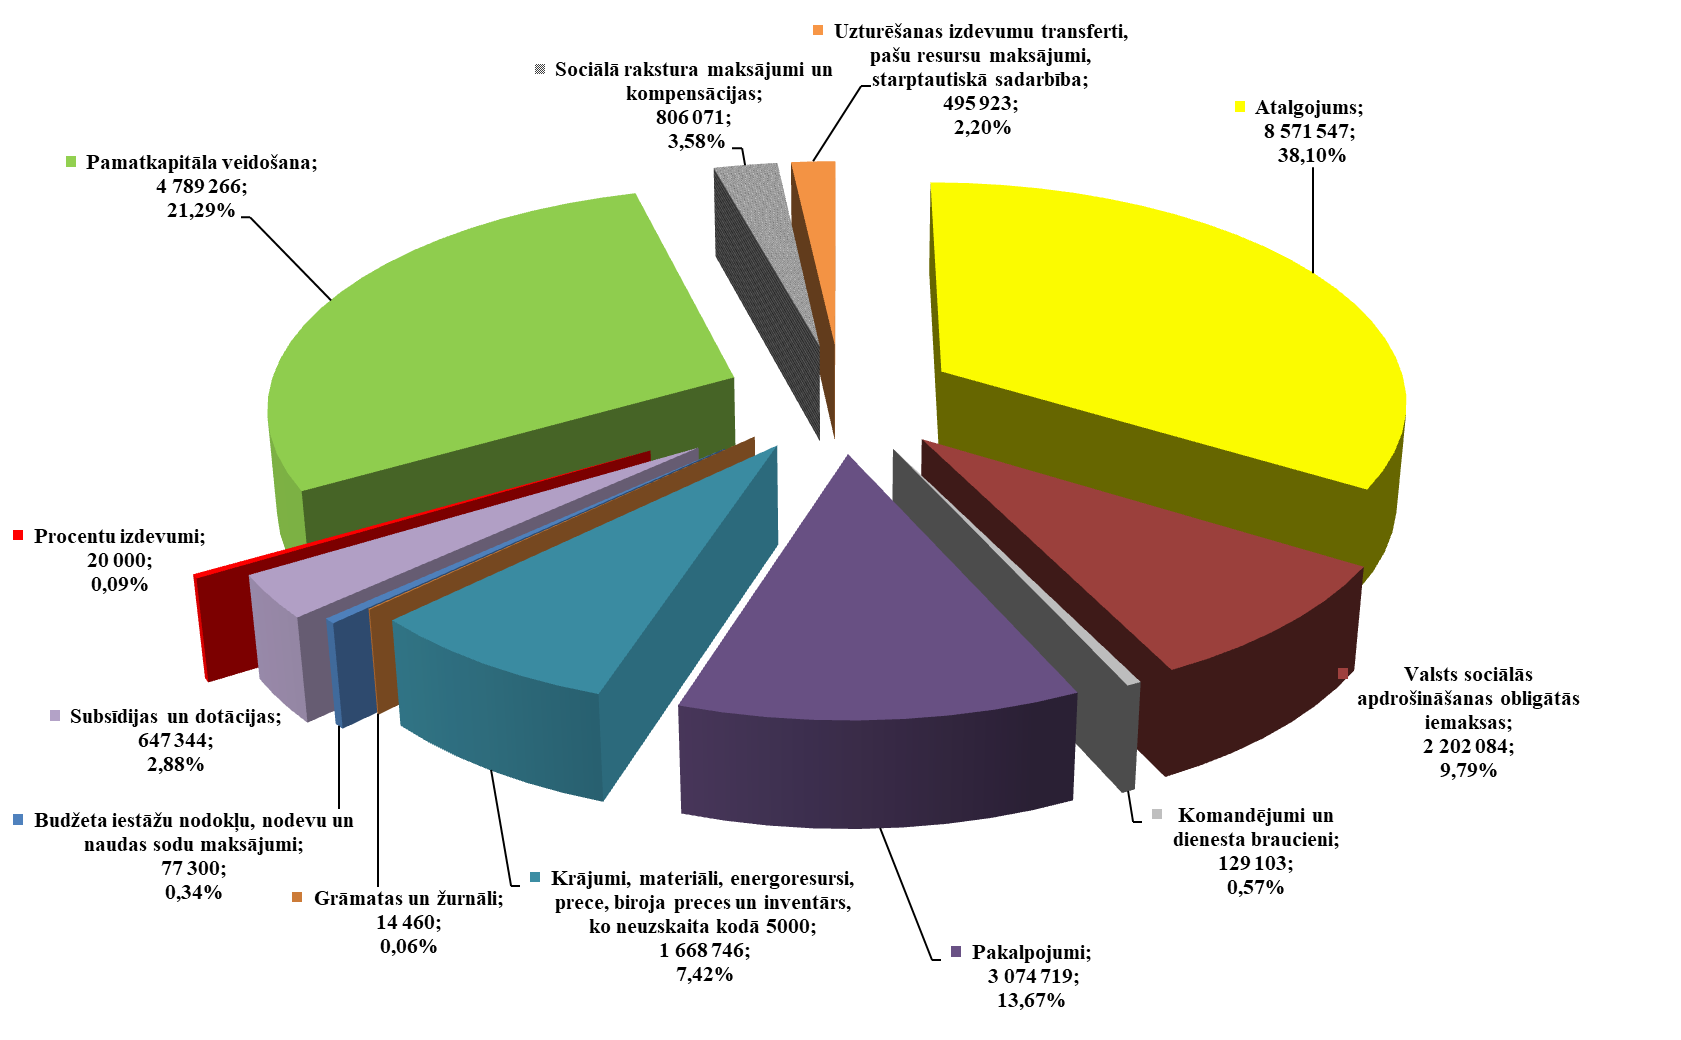 Uzturēšanas izdevumu transferti,
pašu resursu maksājumi,
starptautiskā sadarbība;
495 923;
2,20%
Sociālā rakstura maksājumi un
kompensācijas;
806 071;
3,58%
Atalgojums;
8 571 547;
38,10%
Pamatkapitāla veidošana;
4 789 266;
21,29%
Procentu izdevumi;
20 000;
0,09%
Valsts sociālās
apdrošināšanas obligātās
iemaksas;
2 202 084;
9,79%
Subsīdijas un dotācijas;
647 344;
2,88%
Komandējumi un
dienesta braucieni;
129 103;
0,57%
Budžeta iestāžu nodokļu, nodevu un
naudas sodu maksājumi;
77 300;
0,34%
Grāmatas un žurnāli;
14 460;
0,06%
Krājumi, materiāli, energoresursi,
prece, biroja preces un inventārs,
ko neuzskaita kodā 5000;
1 668 746;
7,42%
Pakalpojumi;
3 074 719;
13,67%